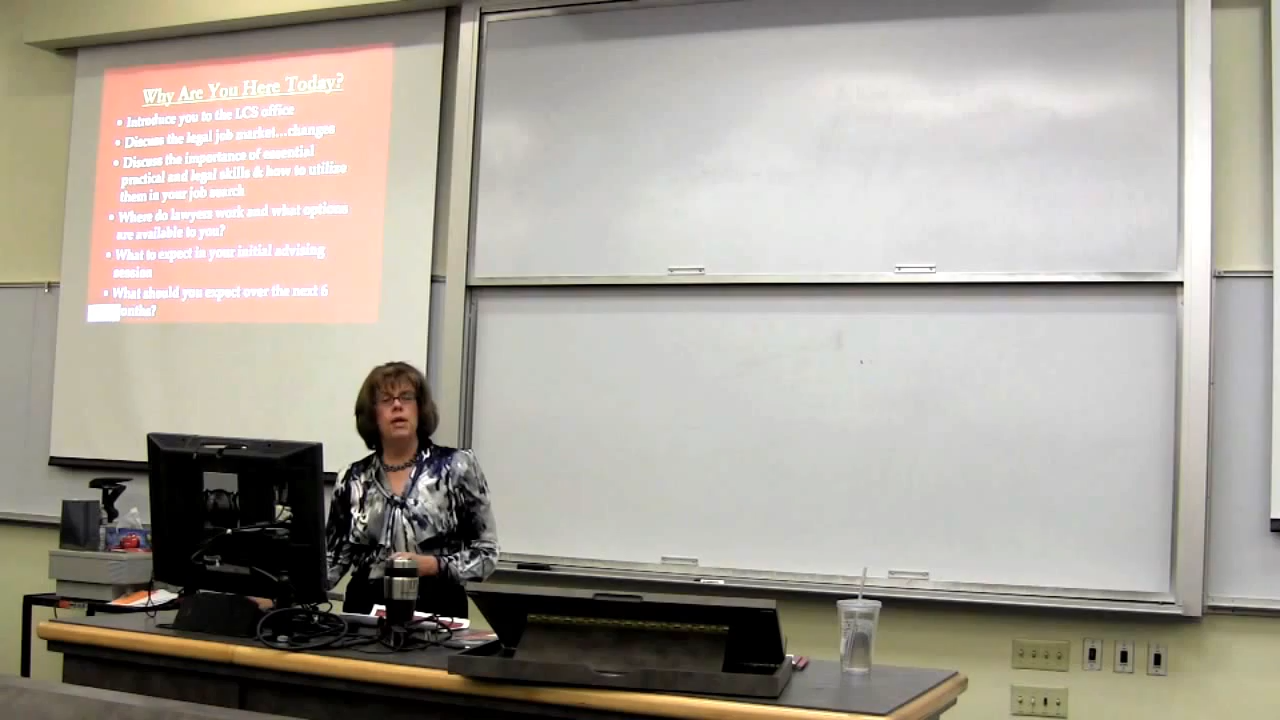 Why Are You Here Today?
• Introduce you to the LCS office
• Discuss the legal job market...changes
• Discuss the importance of essential
practical and legal skills & how to utilize
them in your job search
• Where do lawyers work and what options
are available to you?
• What to expect in your initial advising
session
• What should you expect over the next 6
onths?